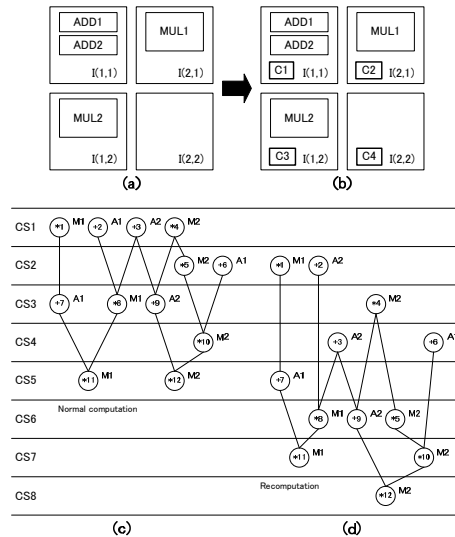 ADD1
ADD2
I(1,1)
MUL1
I(2,1)
MUL2
I(1,2)
I(2,2)
(a)
ADD1
ADD2
C1
I(1,1)
MUL1
C2
I(2,1)
MUL2
C3
I(1,2)
C4
I(2,2)
(b)
CS1
*1 M1
+2 A1
+3 A2
*4 M2
CS2
*5 M2
+6 A1
*1 M1
+2 A2
CS3
+7 A1
*8 M1
+9 A2
*4 M2
CS4
*10 M2
+3 A2
+6 A1
CS5
*11 M1
*12 M2
+7 A1
Normal computation
CS6
*8 M1
+9 A2
*5 M2
CS7
*11 M1
*10 M2
Recomputation
CS8
*12 M2
(c)
(d)